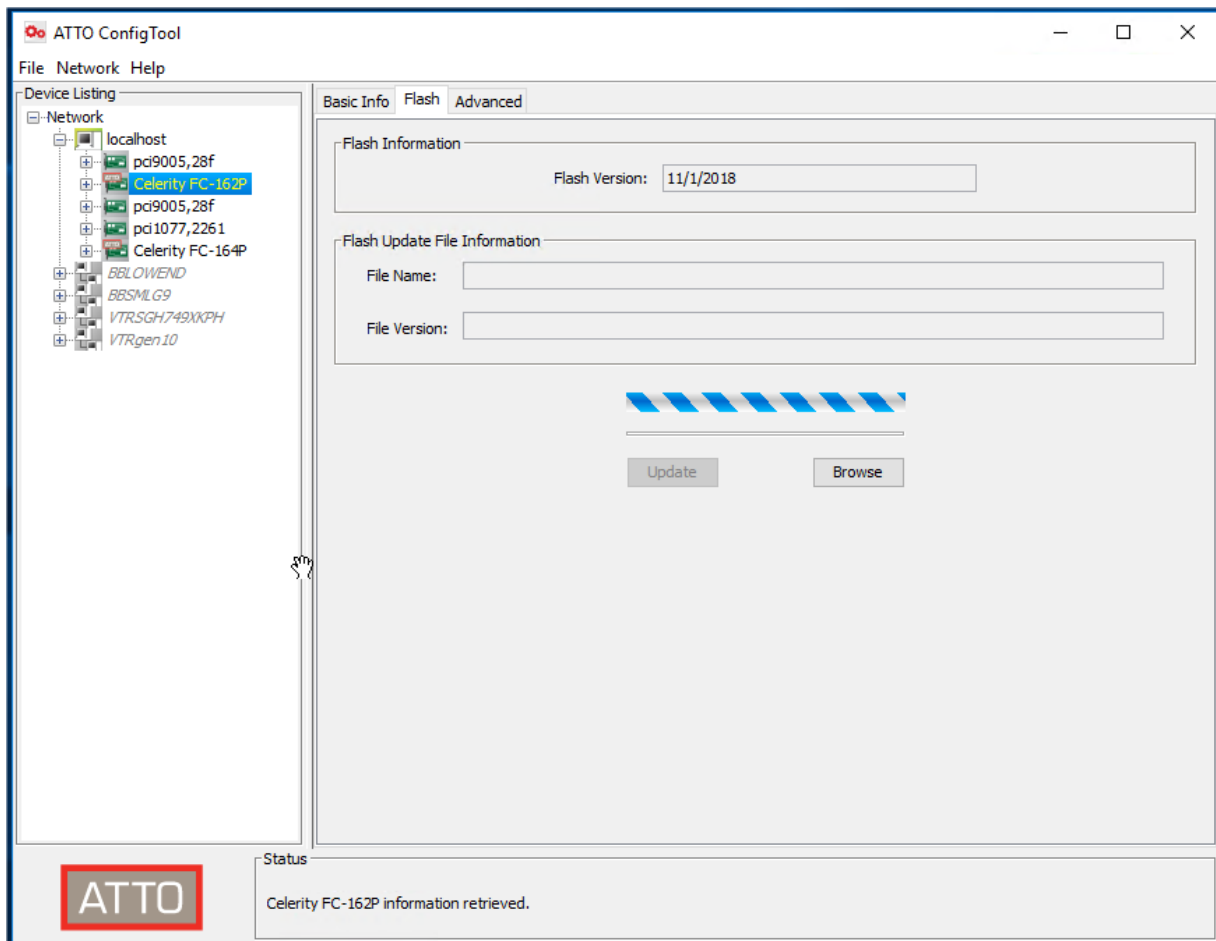 ATTO ConfigTool
File Network Help
Device Listing
Network
localhost
pci9005,28f
Celerity FC-162P
pci9005,28f
pci1077,2261
Celerity FC-164P
BBLOWEND
BBSMLG9
VTRSGH749XKPH
VTRgen10
Basic Info Flash Advanced
Flash Information
Flash Version: 11/1/2018
Flash Update File Information
File Name:
File Version:
Update Browse
ATTO
Status
Celerity FC-162P information retrieved.